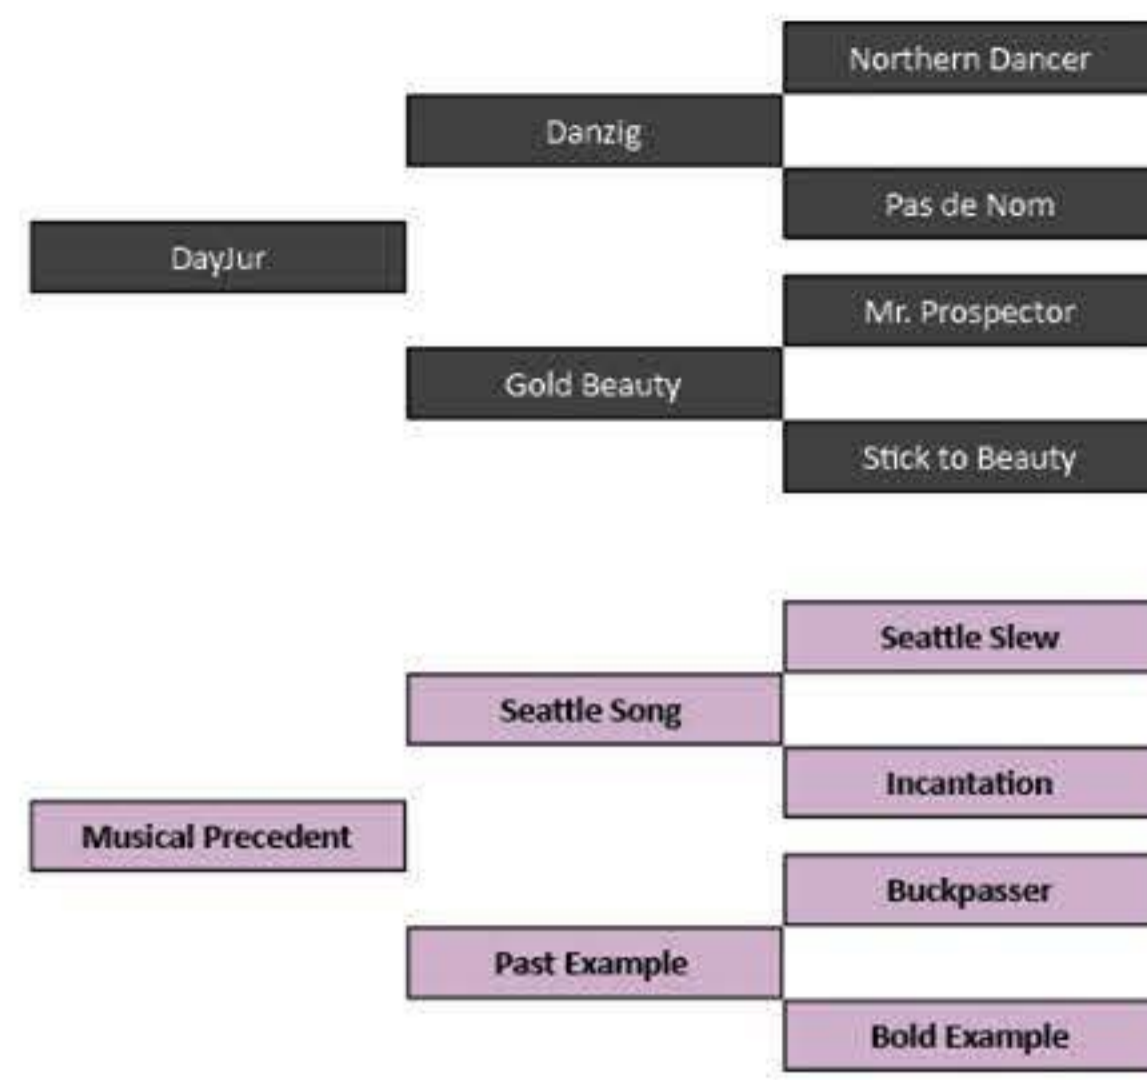 Northern Dancer
Danzig
Pas de Nom
DayJur
Mr. Prospector
Gold Beauty
Stick to Beauty
Seattle Slew
Seattle Song
Incantation
Musical Precedent
Buckpasser
Past Example
Bold Example